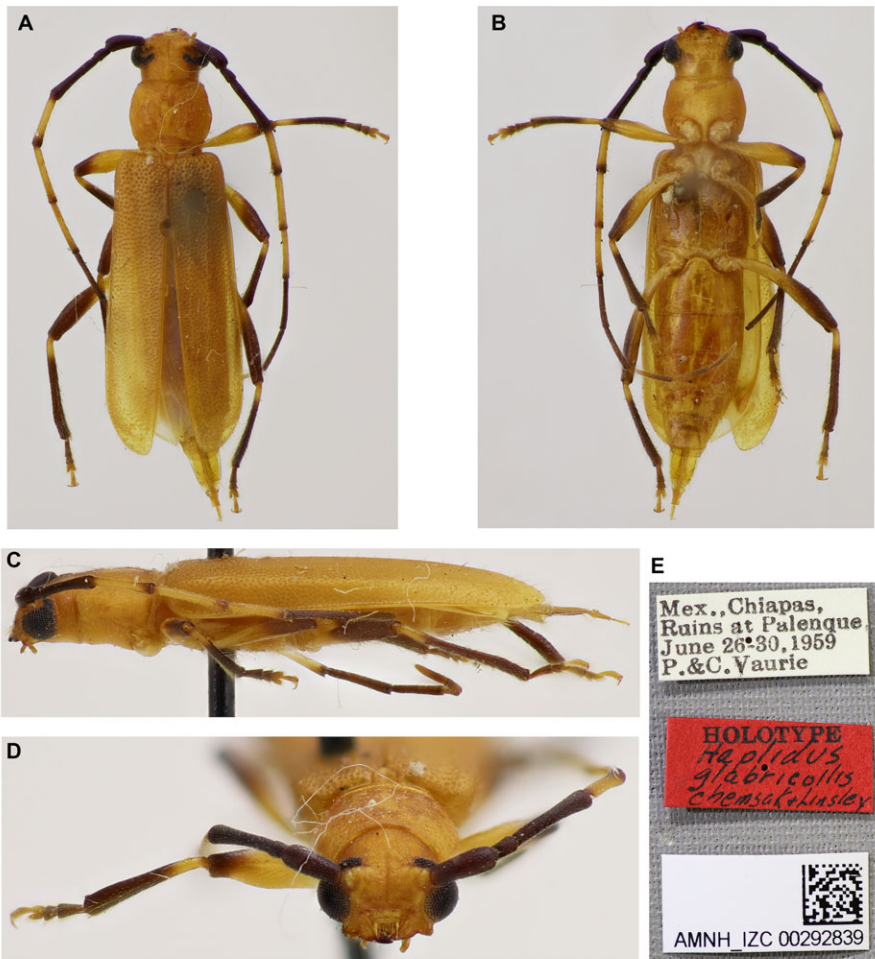 A
B
C
D
E
Mex., Chiapas,
Ruins at Palenque
June 26-30, 1959
P.&C. Vaurie
HOLOTYPE
Haplidus
glabricollis
Chemsak & Linsley
AMNH_IZC 00292839